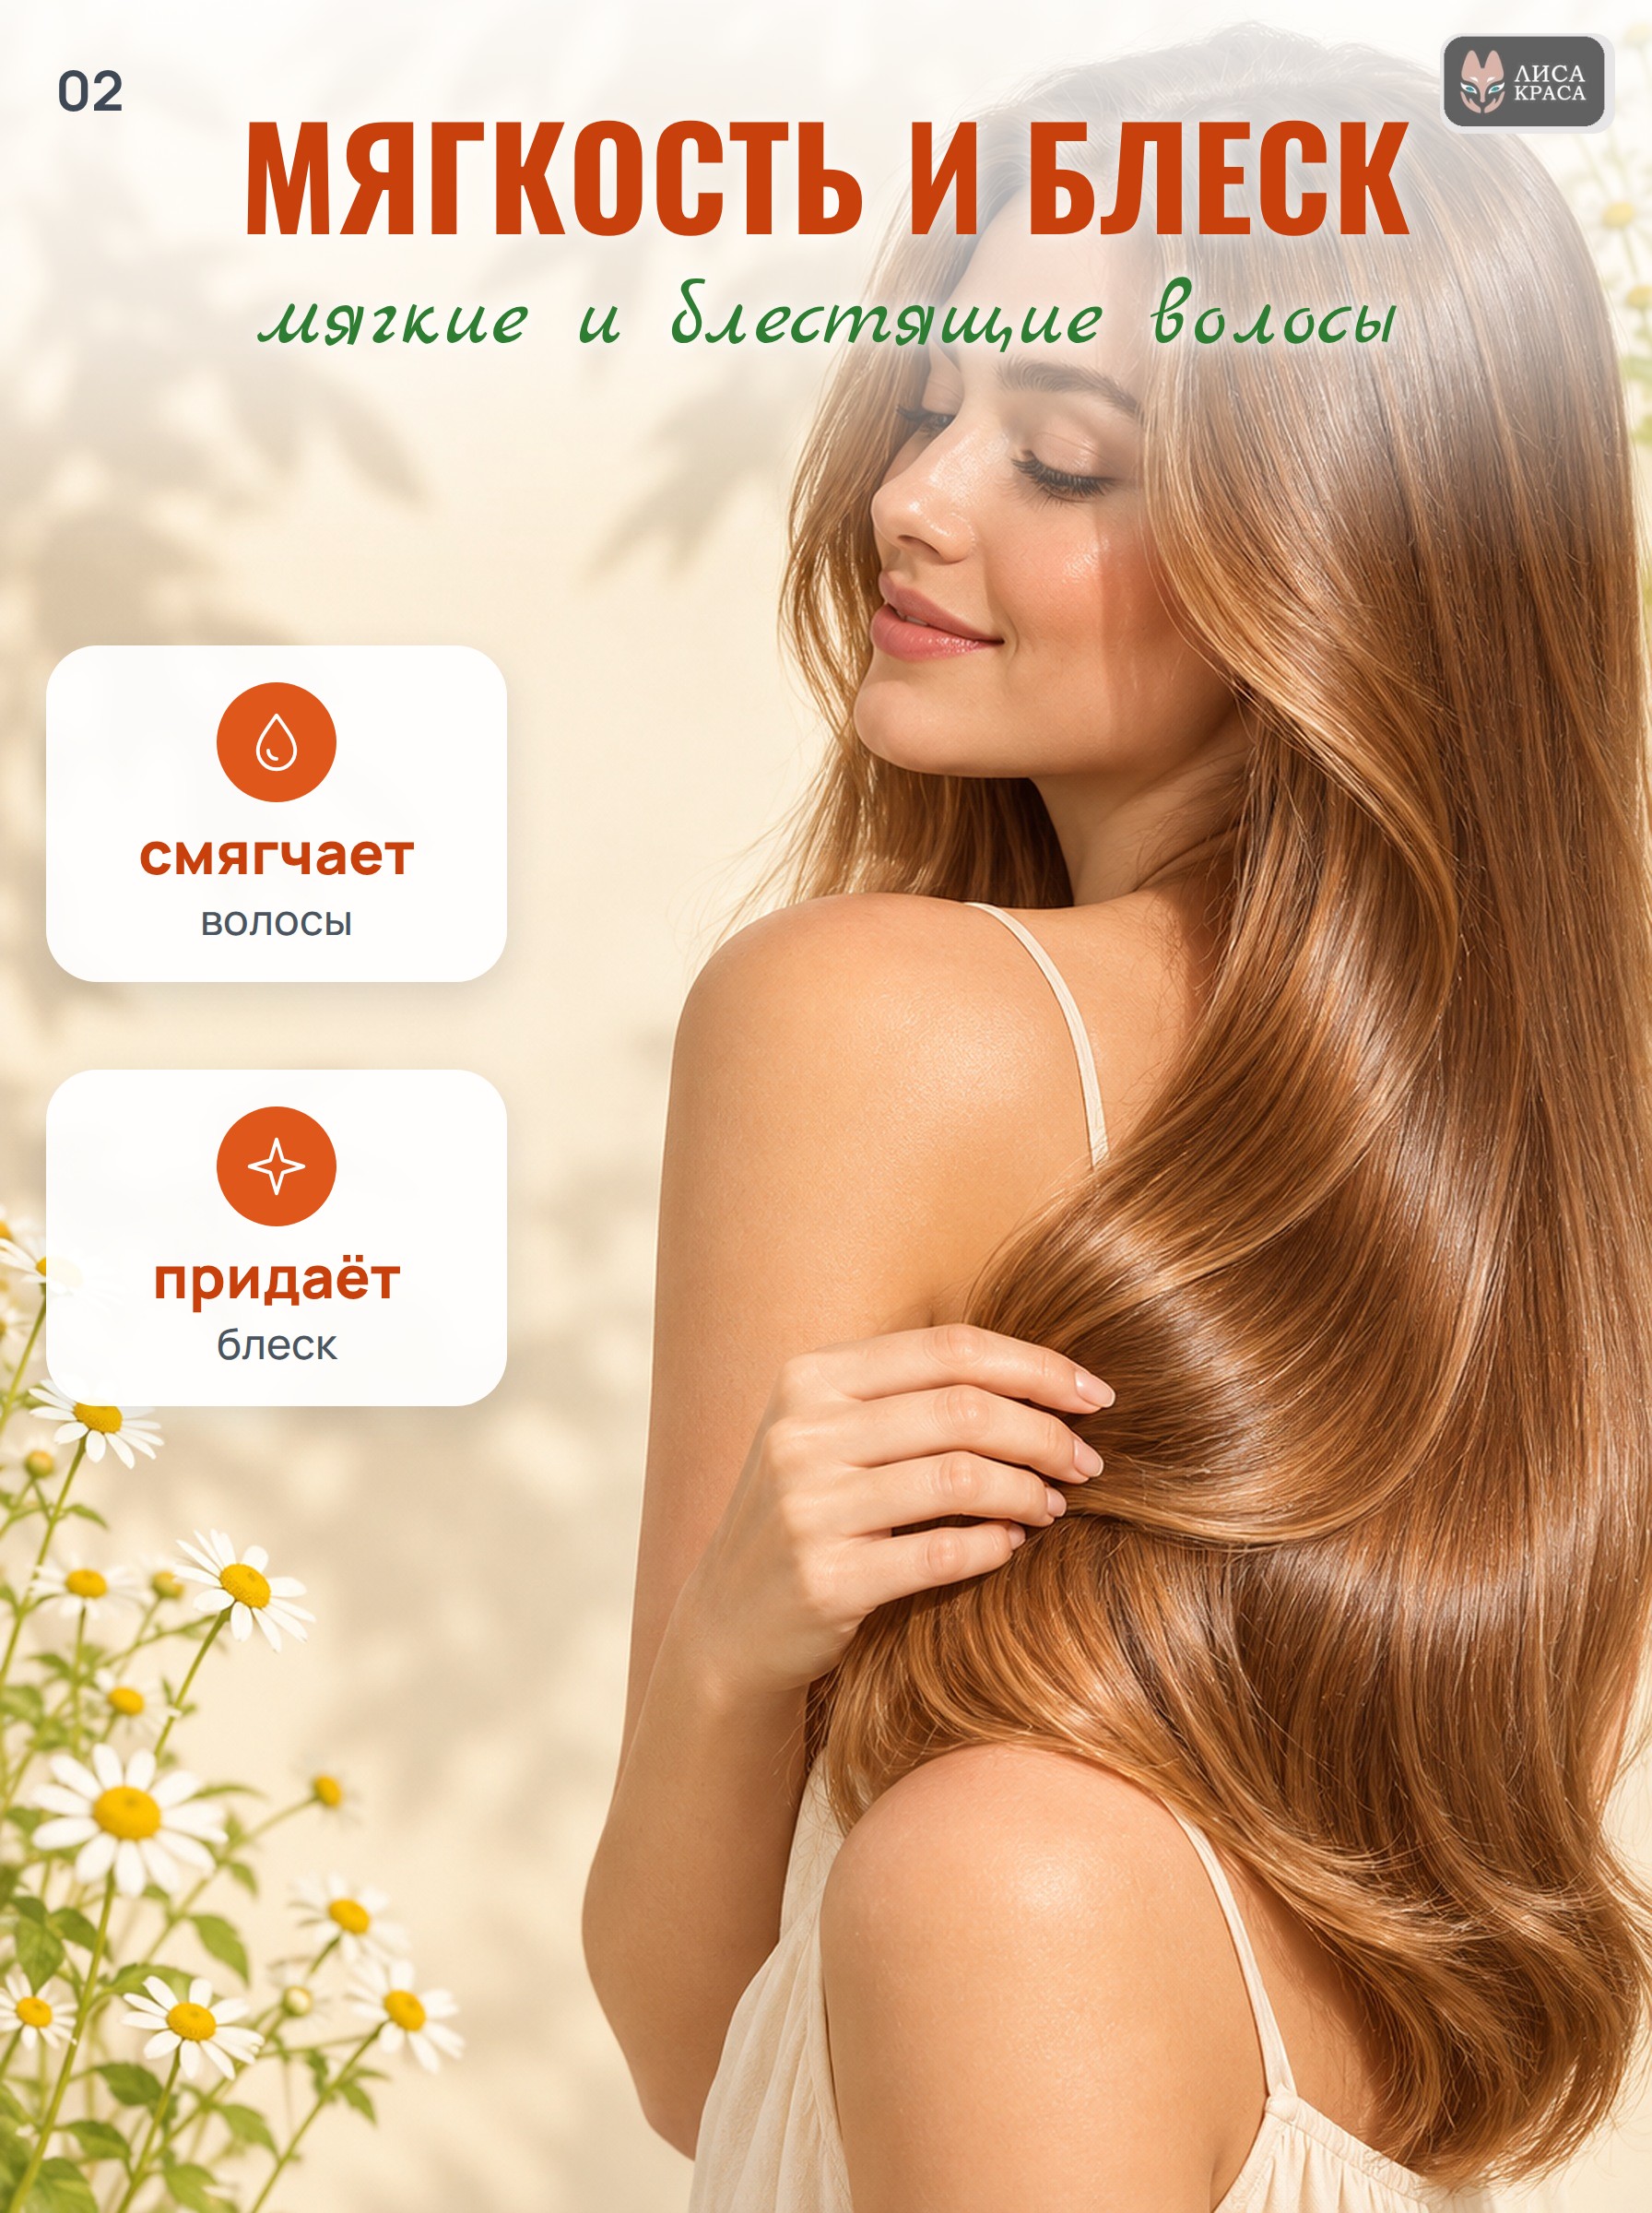 02
ЛИСА
КРАСА
МЯГКОСТЬ И БЛЕСК
мягкие и блестящие волосы
смягчает
волосы
придаёт
блеск